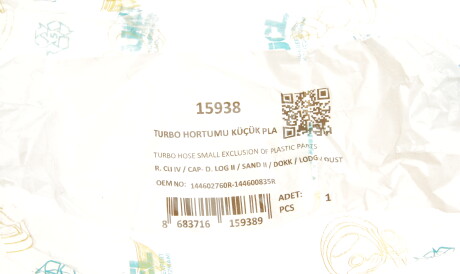 15938
TURBO HORTUMU KÜÇÜK PLA
TURBO HOSE SMALL EXCLUSION OF PLASTIC PARTS
R. CLI IV / CAP- D. LOG II / SAND II / DOKK / LODG / DUST
OEM NO: 144602760R-144600835R
ADET: 1
PCS
8 683716 159389